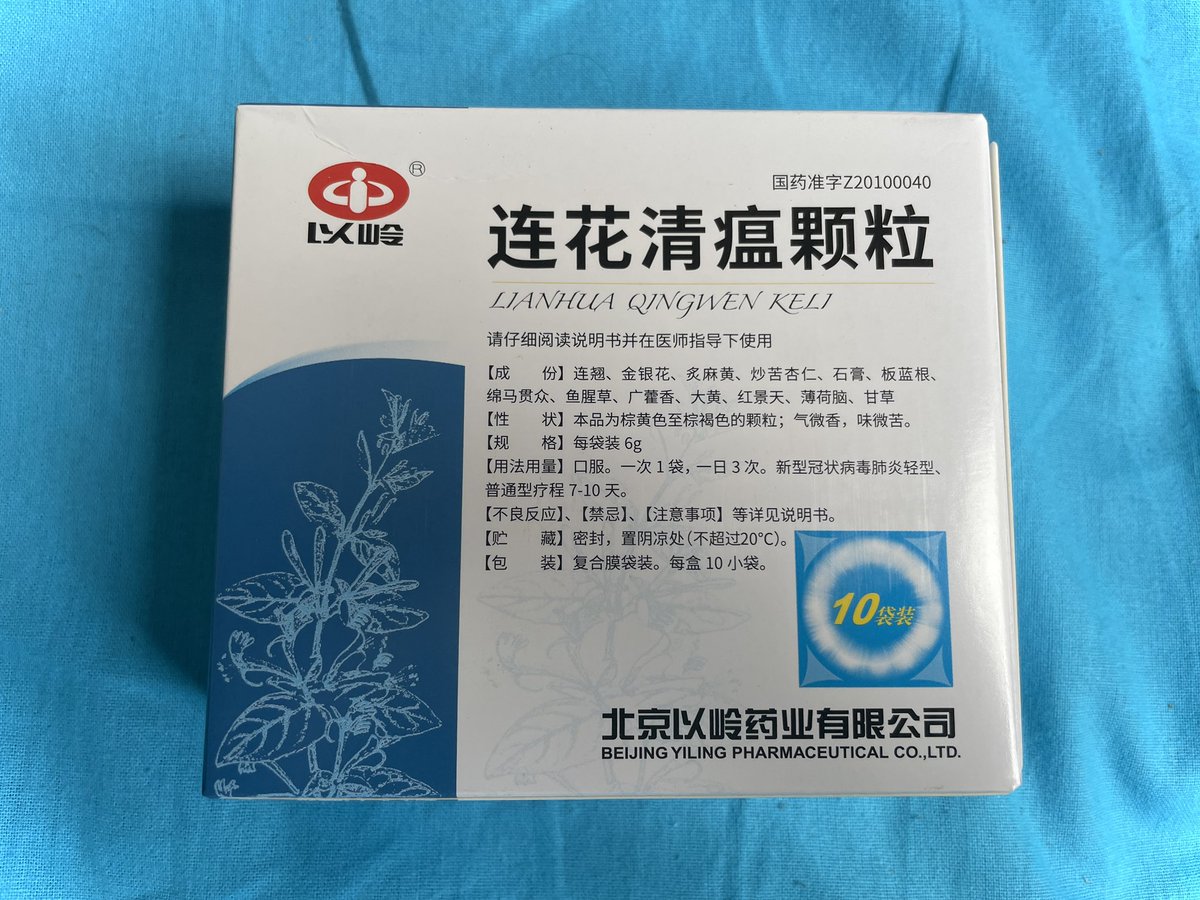 ®
以岭
国药准字Z20100040
连花清瘟颗粒
LIANHUA QINGWEN KELI
请仔细阅读说明书并在医师指导下使用
【成　份】连翘、金银花、炙麻黄、炒苦杏仁、石膏、板蓝根、
绵马贯众、鱼腥草、广藿香、大黄、红景天、薄荷脑、甘草
【性　状】本品为棕黄色至棕褐色的颗粒；气微香，味微苦。
【规　格】每袋装 6g
【用法用量】口服。一次 1 袋，一日 3 次。新型冠状病毒肺炎轻型、
普通型疗程 7-10 天。
【不良反应】、【禁忌】、【注意事项】等详见说明书。
【贮　藏】密封，置阴凉处（不超过20°C）。
【包　装】复合膜袋装。每盒 10 小袋。
10袋装
北京以岭药业有限公司
BEIJING YILING PHARMACEUTICAL CO.,LTD.